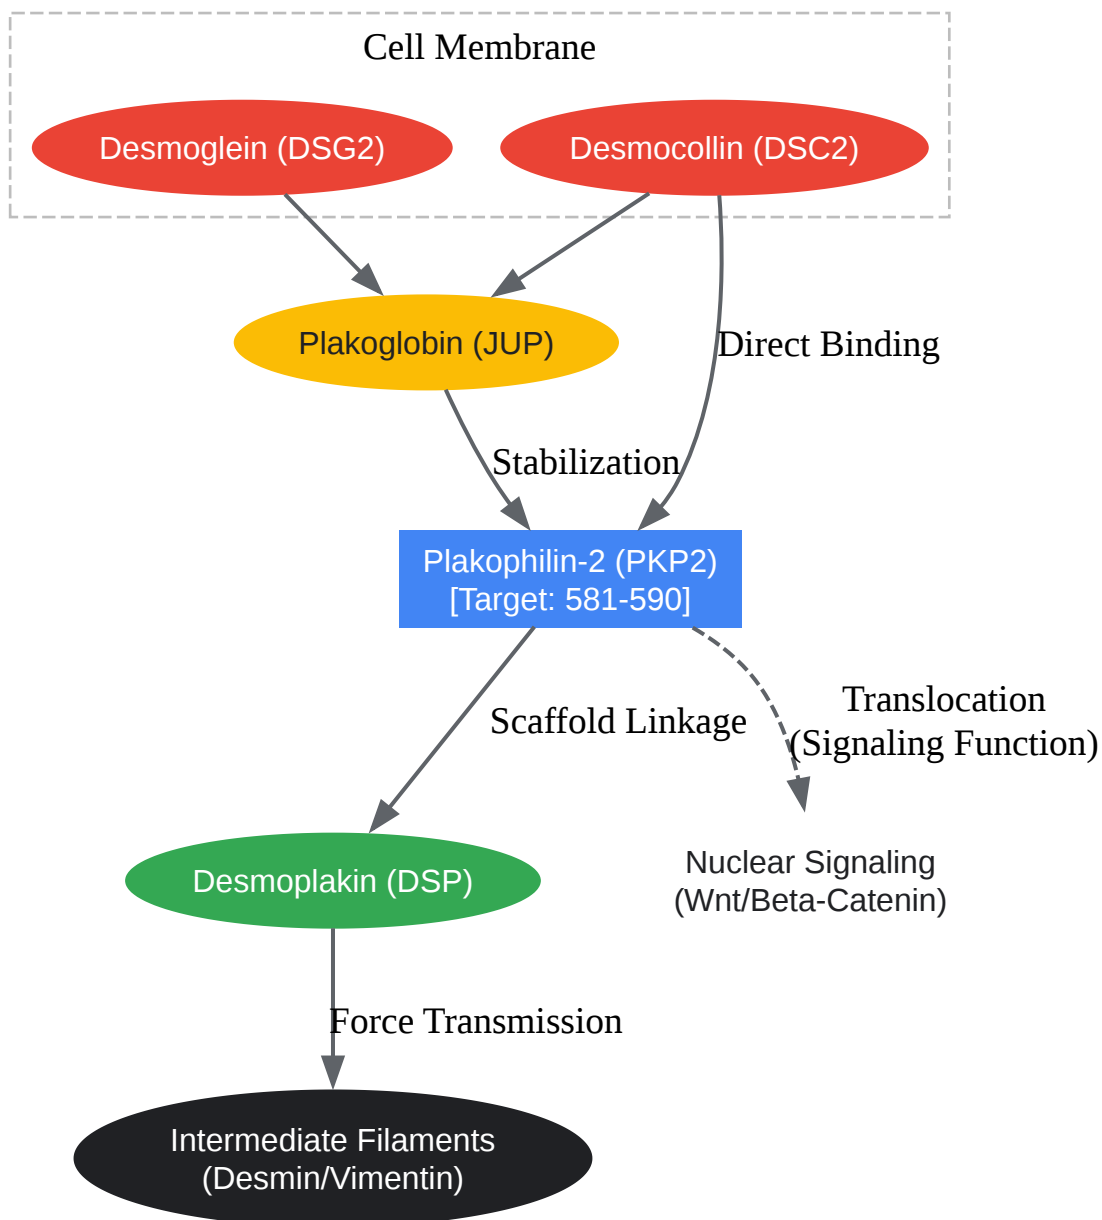 Cell Membrane
Desmoglein (DSG2)
Desmocollin (DSC2)
Plakoglobin (JUP)
Direct Binding
Stabilization
Plakophilin-2 (PKP2)
[Target: 581-590]
Scaffold Linkage
Translocation
(Signaling Function)
Desmoplakin (DSP)
Nuclear Signaling
(Wnt/Beta-Catenin)
Force Transmission
Intermediate Filaments
(Desmin/Vimentin)